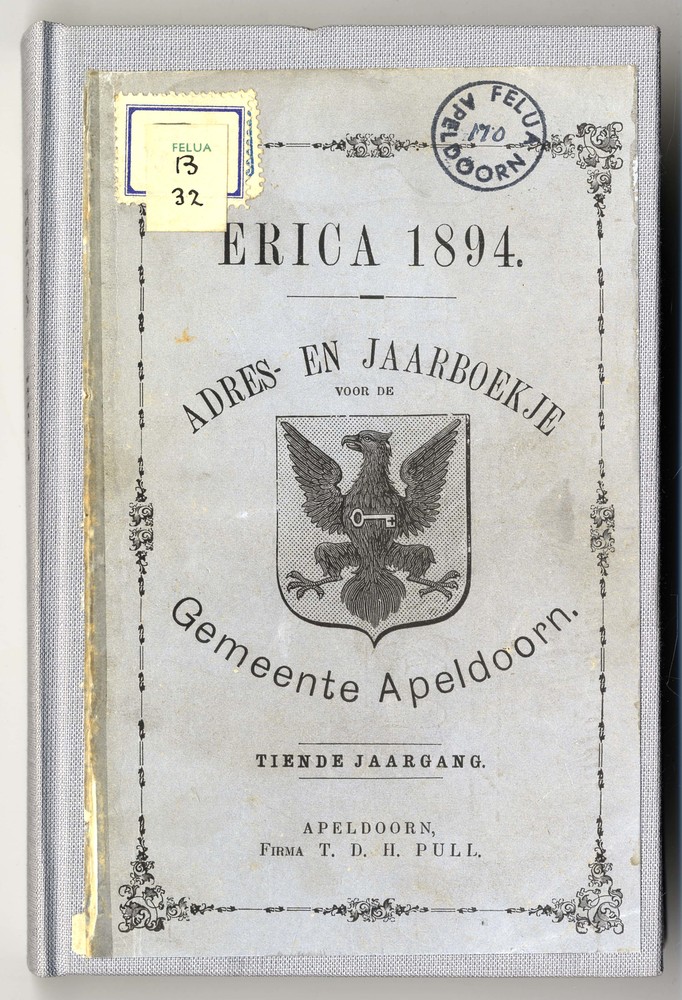 FELUA
B
32
FELUA
APELDOORN
170
ERICA 1894.
ADRES- EN JAARBOEKJE
VOOR DE
Gemeente Apeldoorn.
TIENDE JAARGANG.
APELDOORN,
FIRMA T. D. H. PULL.